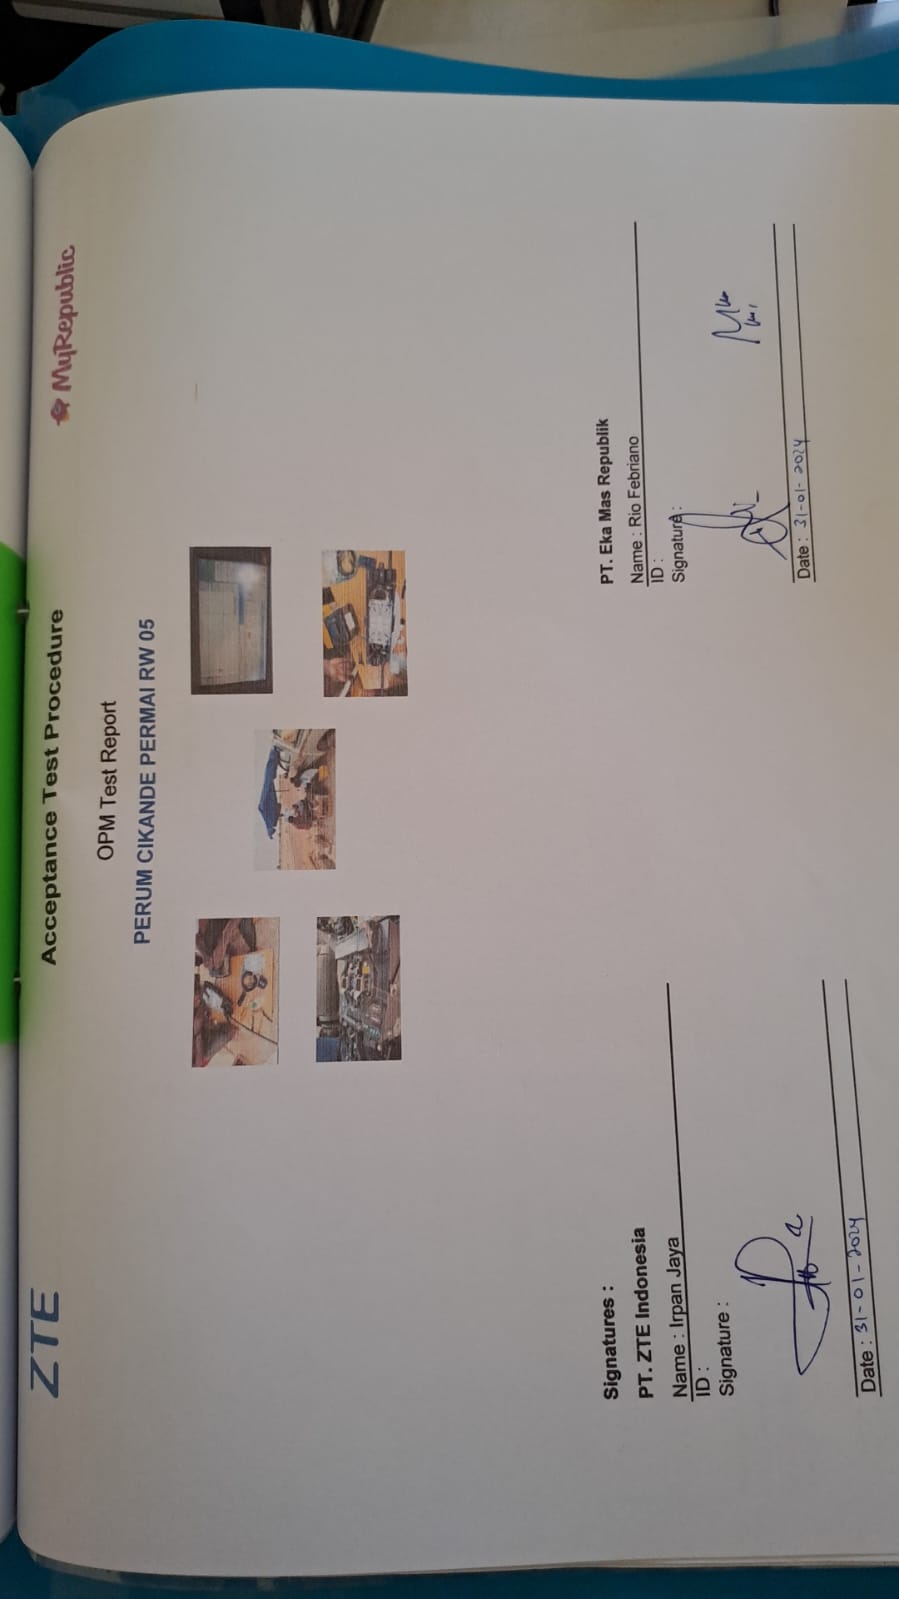 ZTE
Acceptance Test Procedure
MyRepublic
OPM Test Report
PERUM CIKANDE PERMAI RW 05
Signatures :
PT. ZTE Indonesia
Name : Irpan Jaya
ID :
Signature :
Date : 31-01-2024
PT. Eka Mas Republik
Name : Rio Febriano
ID :
Signature :
Date : 31-01-2024